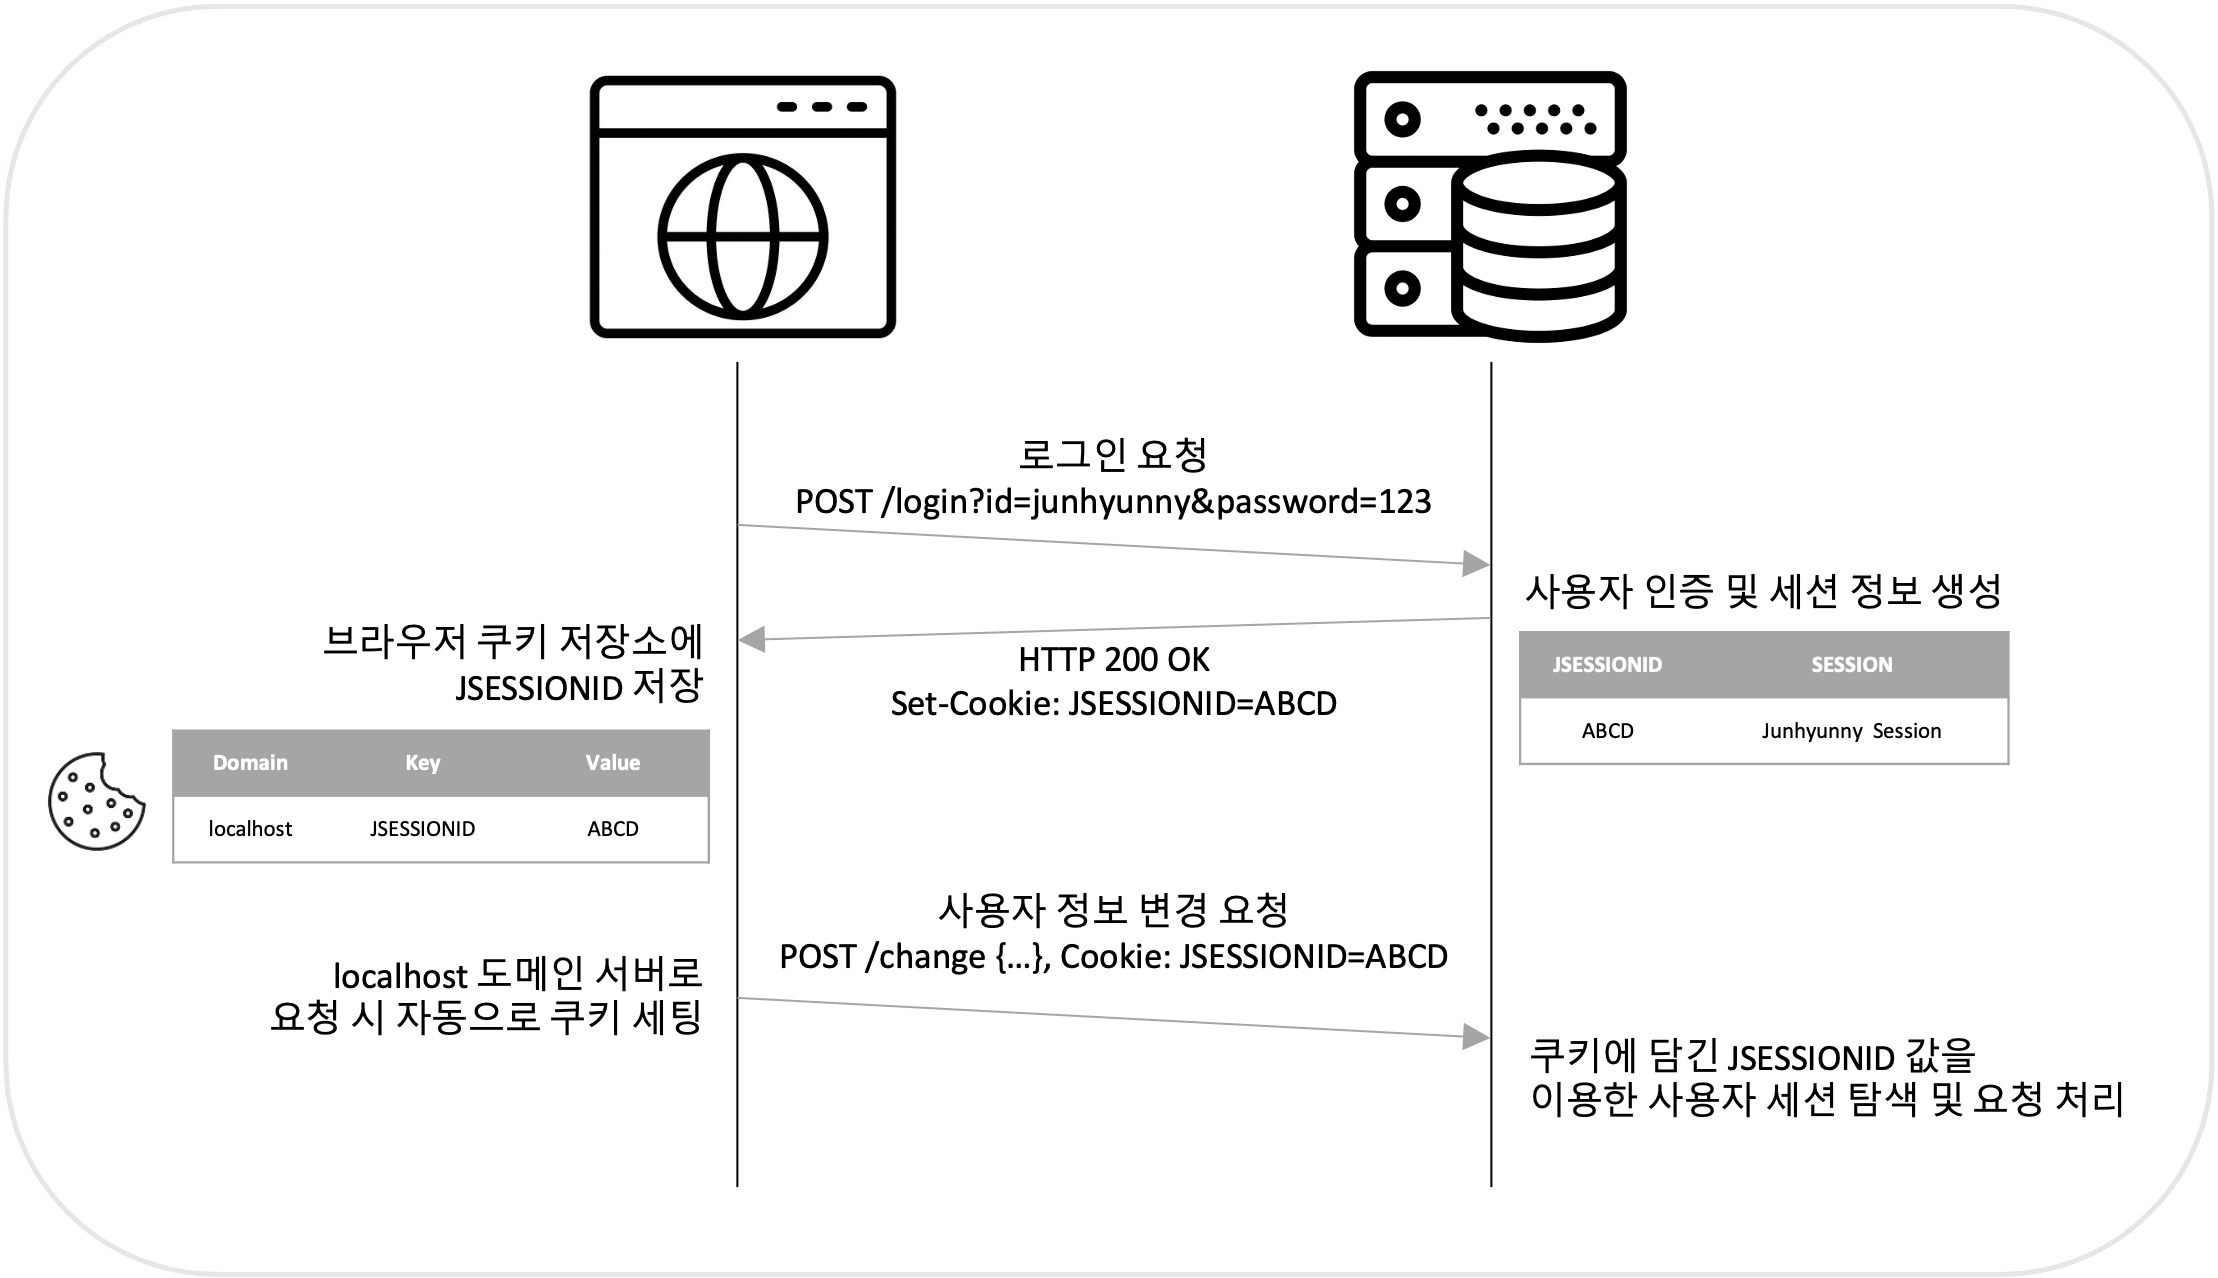 로그인 요청
POST /login?id=junhyunny&password=123
사용자 인증 및 세션 정보 생성
JSESSIONID SESSION
ABCD Junhyunny Session
HTTP 200 OK
Set-Cookie: JSESSIONID=ABCD
브라우저 쿠키 저장소에
JSESSIONID 저장
Domain Key Value
localhost JSESSIONID ABCD
사용자 정보 변경 요청
POST /change {...}, Cookie: JSESSIONID=ABCD
localhost 도메인 서버로
요청 시 자동으로 쿠키 세팅
쿠키에 담긴 JSESSIONID 값을
이용한 사용자 세션 탐색 및 요청 처리